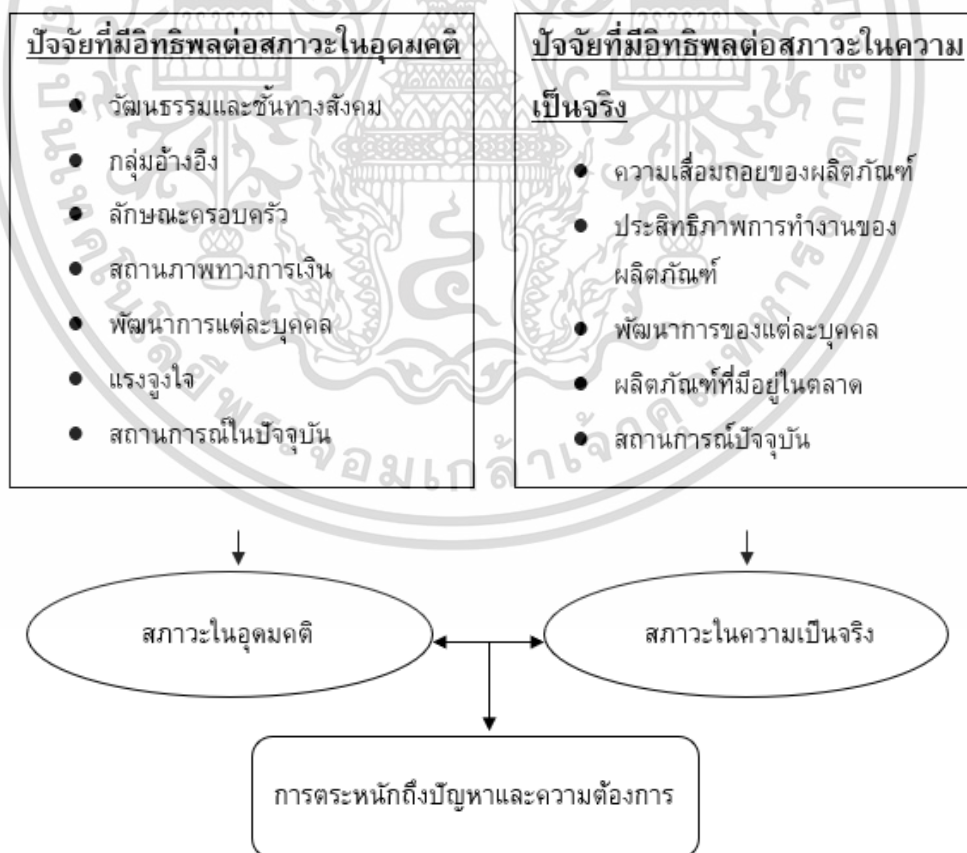 ปัจจัยที่มีอิทธิพลต่อสภาวะในอุดมคติ
● วัฒนธรรมและชั้นทางสังคม
● กลุ่มอ้างอิง
● ลักษณะครอบครัว
● สถานภาพทางการเงิน
● พัฒนาการแต่ละบุคคล
● แรงจูงใจ
● สถานการณ์ในปัจจุบัน
ปัจจัยที่มีอิทธิพลต่อสภาวะในความ
เป็นจริง
● ความเสื่อมถอยของผลิตภัณฑ์
● ประสิทธิภาพการทำงานของ
ผลิตภัณฑ์
● พัฒนาการของแต่ละบุคคล
● ผลิตภัณฑ์ที่มีอยู่ในตลาด
● สถานการณ์ปัจจุบัน
สภาวะในอุดมคติ
สภาวะในความเป็นจริง
การตระหนักถึงปัญหาและความต้องการ